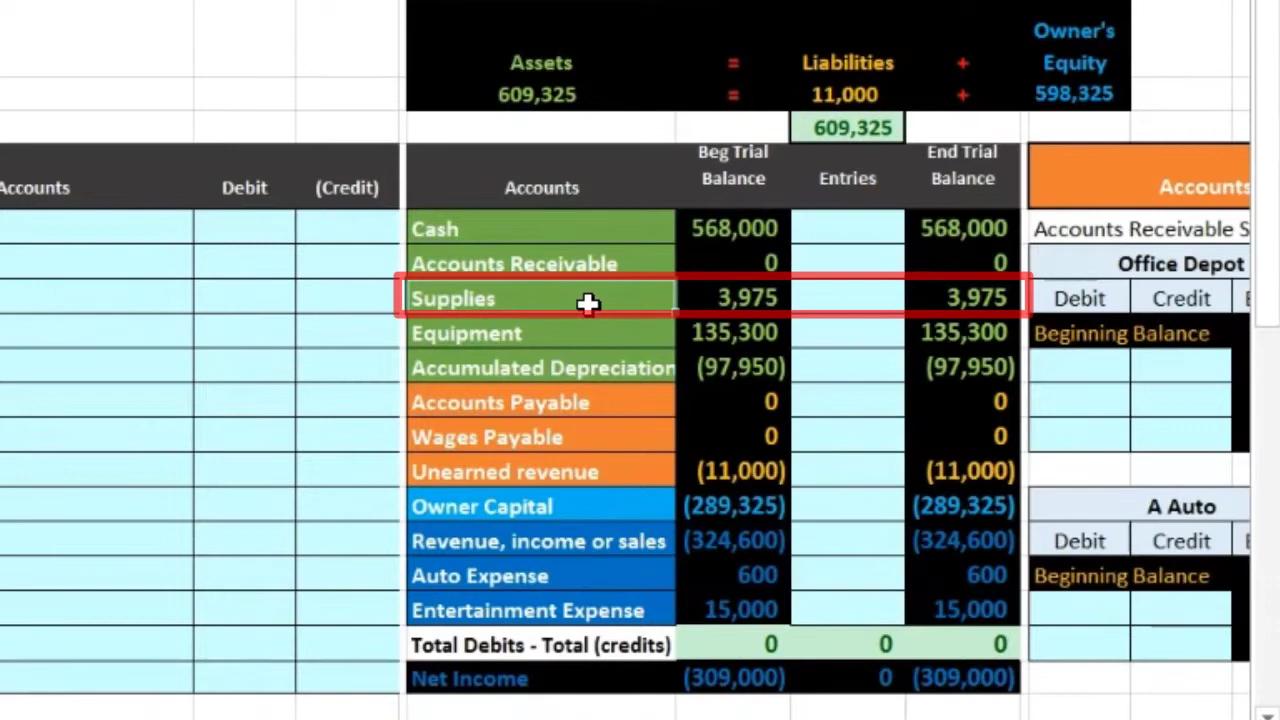 Owner's
Assets = Liabilities + Equity
609,325 = 11,000 + 598,325
609,325
Beg Trial End Trial
Accounts Debit (Credit) Accounts Balance Entries Balance Accounts
Cash 568,000 568,000 Accounts Receivable S
Accounts Receivable 0 0 Office Depot
Supplies 3,975 3,975 Debit Credit
Equipment 135,300 135,300 Beginning Balance
Accumulated Depreciation (97,950) (97,950)
Accounts Payable 0 0
Wages Payable 0 0
Unearned revenue (11,000) (11,000)
Owner Capital (289,325) (289,325) A Auto
Revenue, income or sales (324,600) (324,600) Debit Credit
Auto Expense 600 600 Beginning Balance
Entertainment Expense 15,000 15,000
Total Debits - Total (credits) 0 0 0
Net Income (309,000) 0 (309,000)